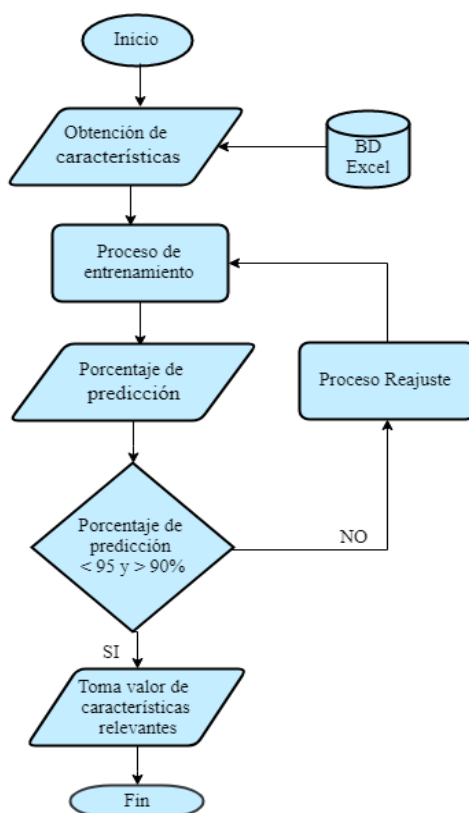 Inicio
Obtención de
características
BD
Excel
Proceso de
entrenamiento
Porcentaje de
predicción
Proceso Reajuste
Porcentaje de
predicción
< 95 y > 90%
NO
SI
Toma valor de
características
relevantes
Fin